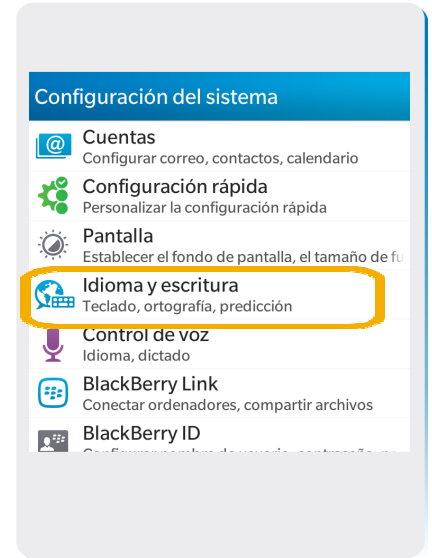 Configuración del sistema
Cuentas
Configurar correo, contactos, calendario
Configuración rápida
Personalizar la configuración rápida
Pantalla
Establecer el fondo de pantalla, el tamaño de fu
Idioma y escritura
Teclado, ortografía, predicción
Control de voz
Idioma, dictado
BlackBerry Link
Conectar ordenadores, compartir archivos
BlackBerry ID